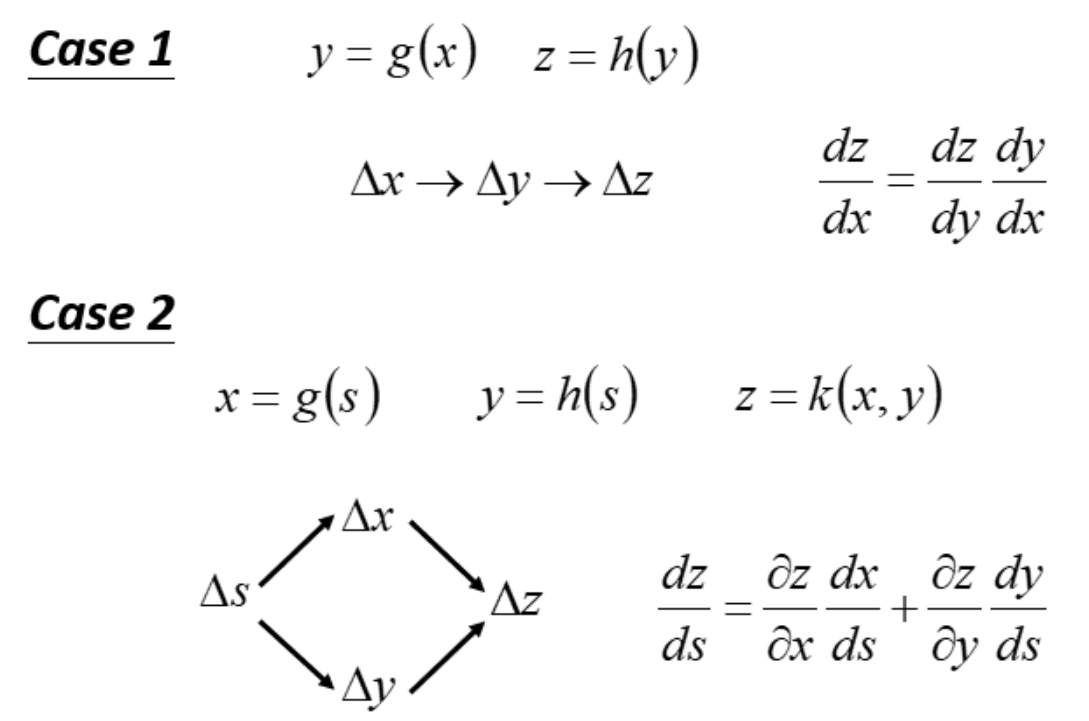 Case 1 y = g(x) z = h(y)
Δx → Δy → Δz dz/dx = dz/dy dy/dx
Case 2
x = g(s) y = h(s) z = k(x, y)
Δx
Δs Δz dz/ds = ∂z/∂x dx/ds + ∂z/∂y dy/ds
Δy